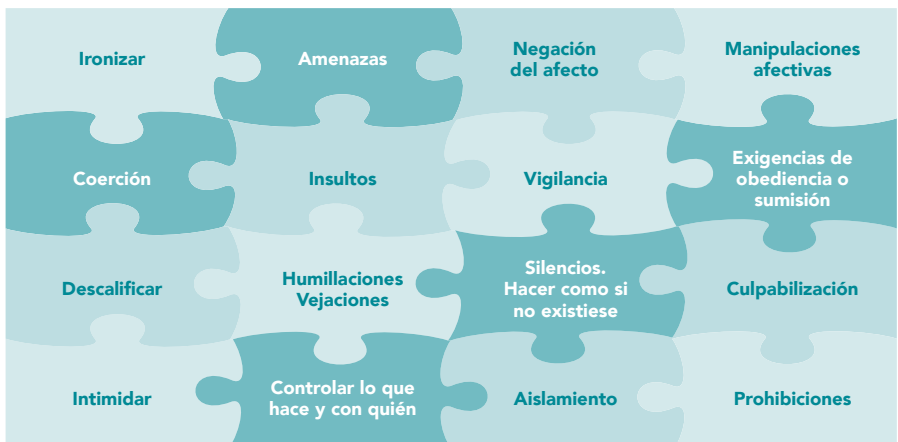 Ironizar
Amenazas
Negación
del afecto
Manipulaciones
afectivas
Coerción
Insultos
Vigilancia
Exigencias de
obediencia o
sumisión
Descalificar
Humillaciones
Vejaciones
Silencios.
Hacer como si
no existiese
Culpabilización
Intimidar
Controlar lo que
hace y con quién
Aislamiento
Prohibiciones